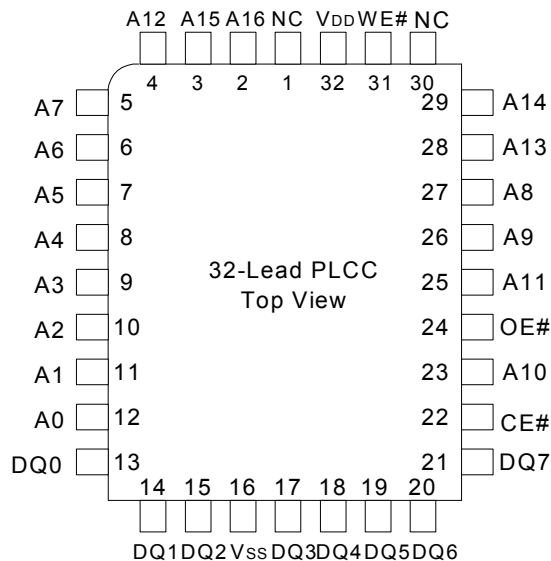 A12 A15 A16 NC VDD WE# NC
4 3 2 1 32 31 30
A7 5 29 A14
A6 6 28 A13
A5 7 27 A8
A4 8 26 A9
A3 9 25 A11
32-Lead PLCC
Top View
A2 10 24 OE#
A1 11 23 A10
A0 12 22 CE#
DQ0 13 21 DQ7
14 15 16 17 18 19 20
DQ1 DQ2 VSS DQ3 DQ4 DQ5 DQ6